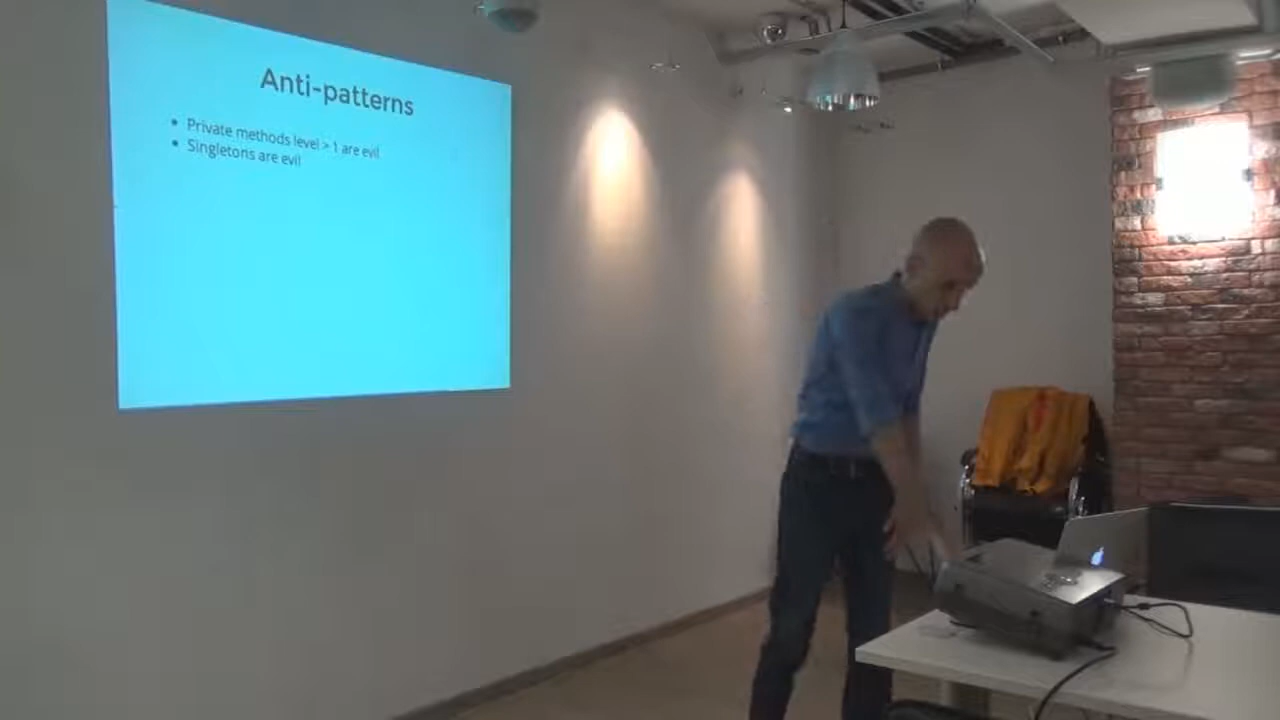 Anti-patterns
Private methods level > 1 are evil
Singletons are evil